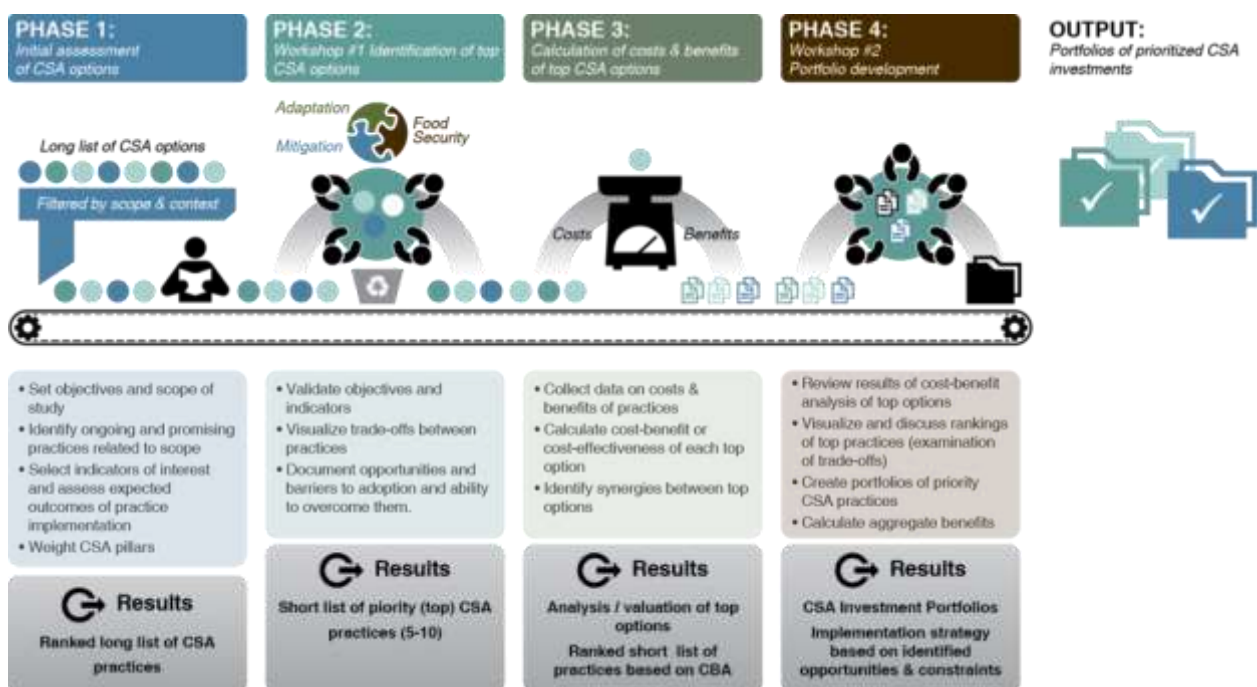 PHASE 1:
Initial assessment
of CSA options
PHASE 2:
Workshop #1 Identification of top
CSA options
PHASE 3:
Calculation of costs & benefits
of top CSA options
PHASE 4:
Workshop #2
Portfolio development
OUTPUT:
Portfolios of prioritized CSA
investments
Long list of CSA options
Filtered by scope & context
Adaptation
Mitigation
Food
Security
Costs
Benefits
• Set objectives and scope of
study
• Identify ongoing and promising
practices related to scope
• Select indicators of interest
and assess expected
outcomes of practice
implementation
• Weight CSA pillars
Results
Ranked long list of CSA
practices
• Validate objectives and
indicators
• Visualize trade-offs between
practices
• Document opportunities and
barriers to adoption and ability
to overcome them.
Results
Short list of piority (top) CSA
practices (5-10)
• Collect data on costs &
benefits of practices
• Calculate cost-benefit or
cost-effectiveness of each top
option
• Identify synergies between top
options
Results
Analysis / valuation of top
options
Ranked short list of
practices based on CBA
• Review results of cost-benefit
analysis of top options
• Visualize and discuss rankings
of top practices (examination
of trade-offs)
• Create portfolios of priority
CSA practices
• Calculate aggregate benefits
Results
CSA Investment Portfolios
Implementation strategy
based on identified
opportunities & constraints